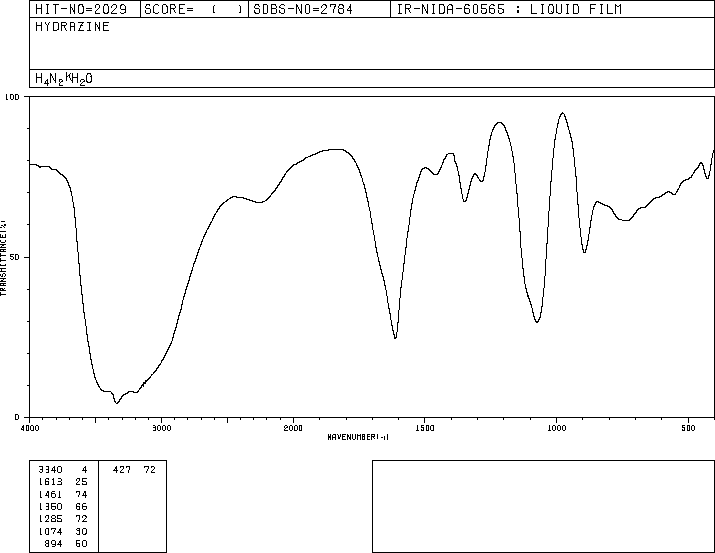 HIT-NO=2029 SCORE= ( ) SDBS-NO=2784 IR-NIDA-60565 : LIQUID FILM
HYDRAZINE
H4N2KH2O
100
50
0
TRANSMITTANCE(%)
4000 3000 2000 1500 1000 500
WAVENUMBER(-1)
3340 4 427 72
1613 25
1461 74
1350 66
1285 72
1074 30
894 50